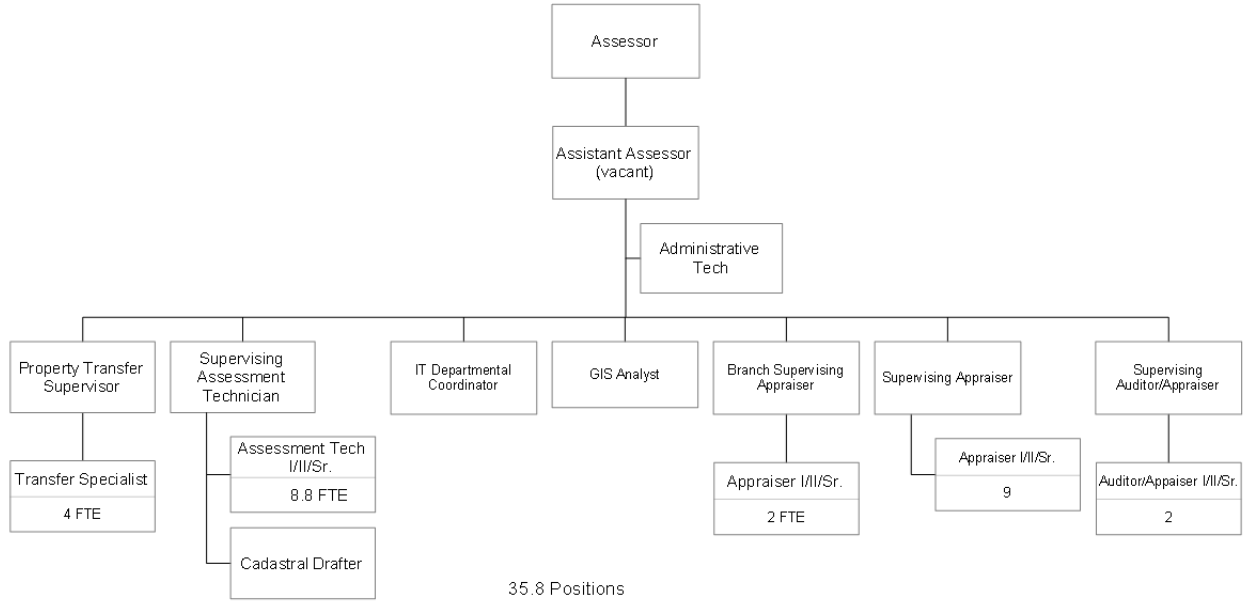 Assessor
Assistant Assessor
(vacant)
Administrative
Tech
Property Transfer
Supervisor
Supervising
Assessment
Technician
IT Departmental
Coordinator
GIS Analyst
Branch Supervising
Appraiser
Supervising Appraiser
Supervising
Auditor/Appraiser
Transfer Specialist
4 FTE
Assessment Tech
I/II/Sr.
8.8 FTE
Cadastral Drafter
Appraiser I/II/Sr.
2 FTE
Appraiser I/II/Sr.
9
Auditor/Appaiser I/II/Sr.
2
35.8 Positions